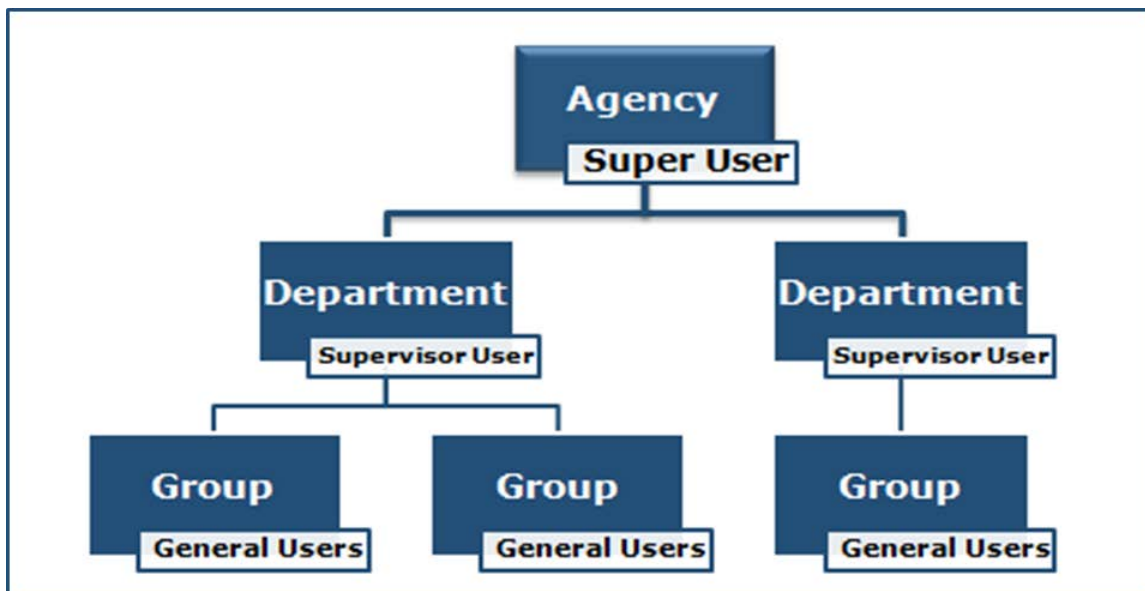 Agency
Super User
Department
Department
Supervisor User
Supervisor User
Group
Group
Group
General Users
General Users
General Users